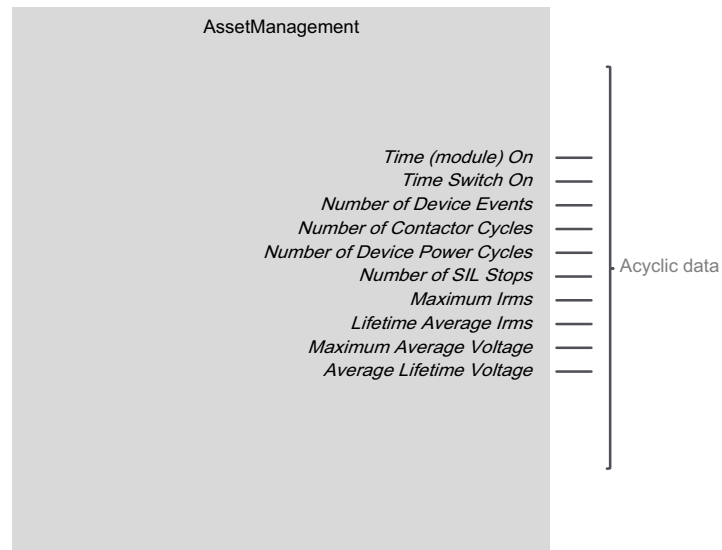 AssetManagement
Time (module) On
Time Switch On
Number of Device Events
Number of Contactor Cycles
Number of Device Power Cycles
Number of SIL Stops
Acyclic data
Maximum Irms
Lifetime Average Irms
Maximum Average Voltage
Average Lifetime Voltage